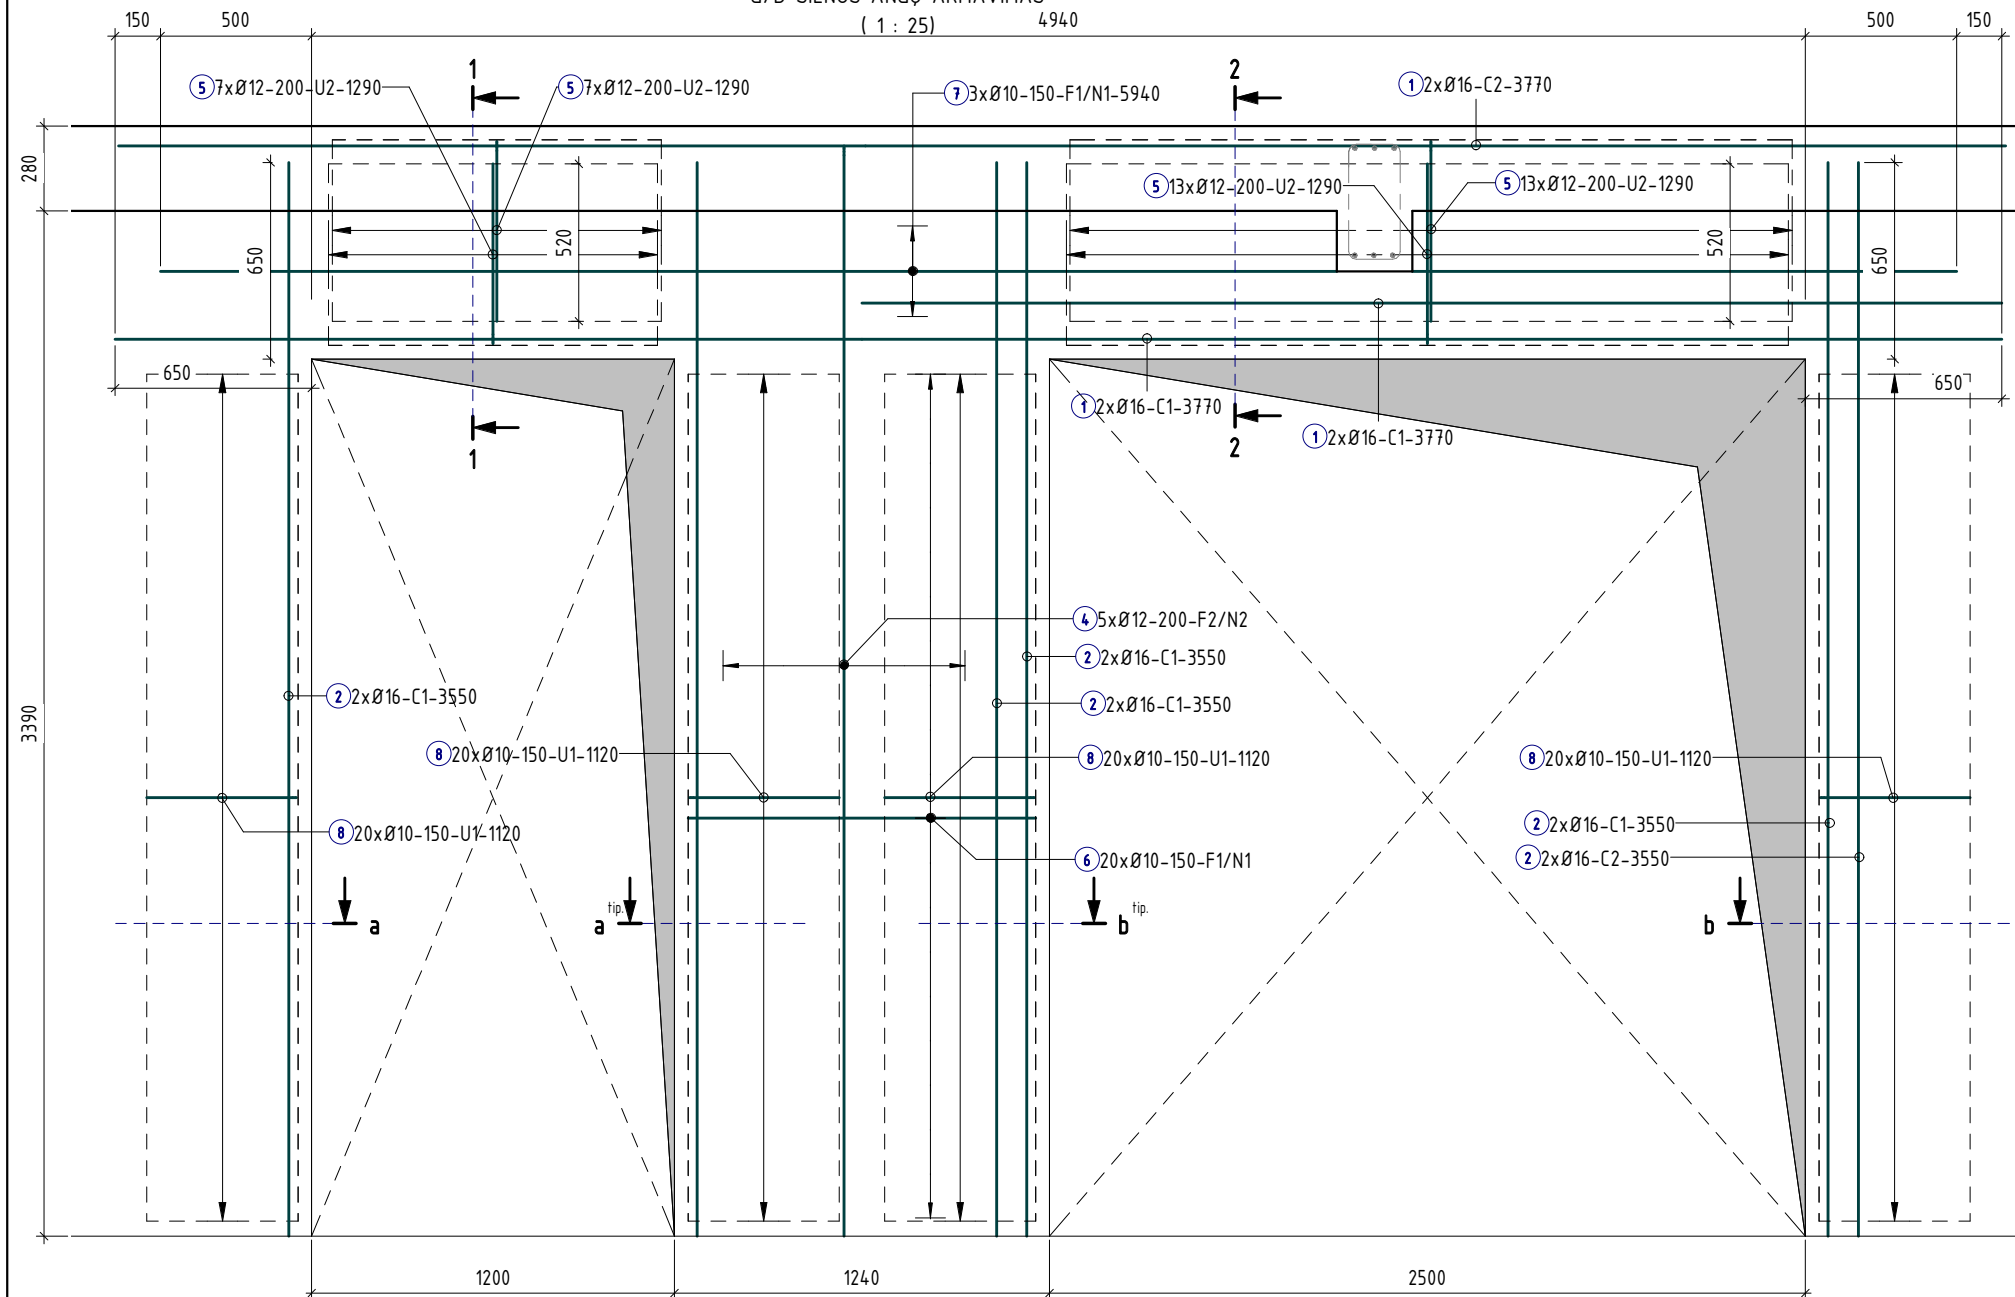 ( 1 : 25)
150
500
4940
500
150
1
2
5 7xØ12-200-U2-1290
5 7xØ12-200-U2-1290
7 3xØ10-150-F1/N1-5940
1 2xØ16-C2-3770
280
5 13xØ12-200-U2-1290
5 13xØ12-200-U2-1290
650
520
520
650
650
650
1 2xØ16-C1-3770
1 2xØ16-C1-3770
1
2
4 5xØ12-200-F2/N2
2 2xØ16-C1-3550
2 2xØ16-C1-3550
2 2xØ16-C1-3550
3390
8 20xØ10-150-U1-1120
8 20xØ10-150-U1-1120
8 20xØ10-150-U1-1120
8 20xØ10-150-U1-1120
2 2xØ16-C1-3550
6 20xØ10-150-F1/N1
2 2xØ16-C2-3550
a
tip.
a
tip.
b
b
1200
1240
2500